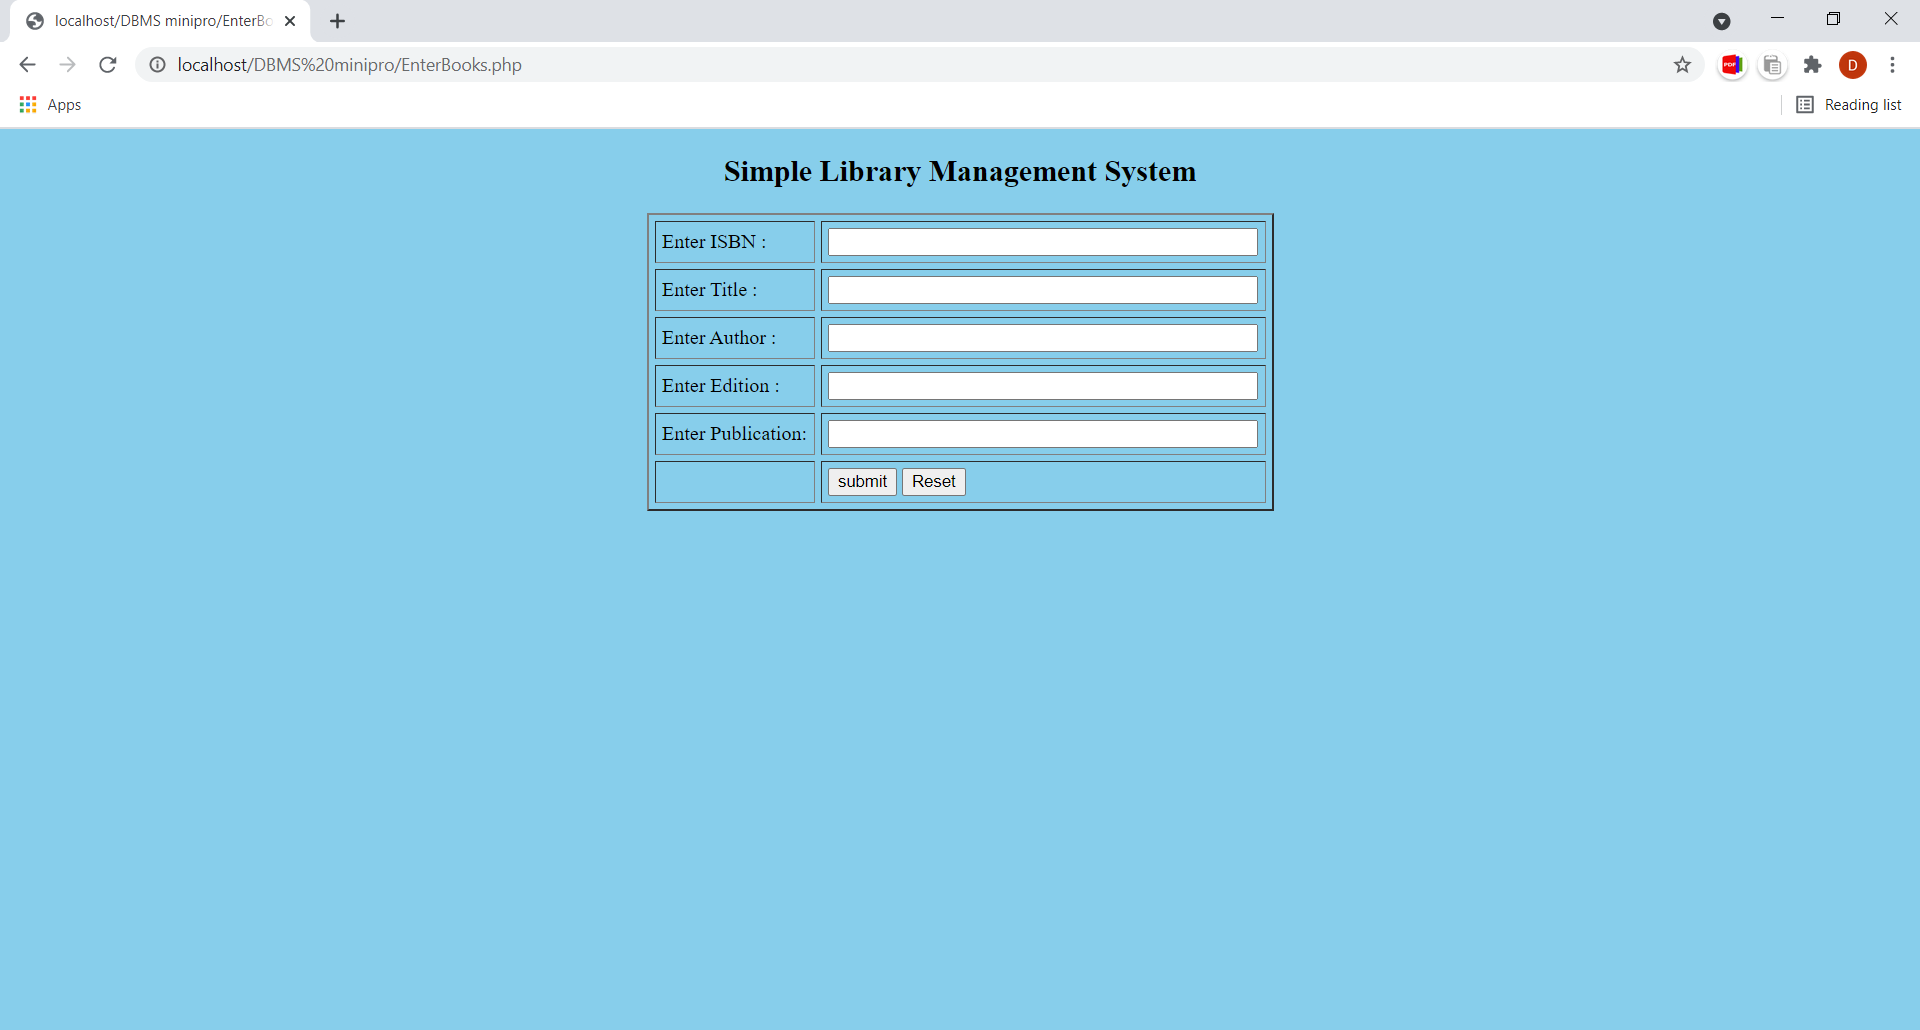 localhost/DBMS minipro/EnterBo
localhost/DBMS%20minipro/EnterBooks.php
PDF
D
Apps
Reading list
Simple Library Management System
Enter ISBN :
Enter Title :
Enter Author :
Enter Edition :
Enter Publication:
submit Reset